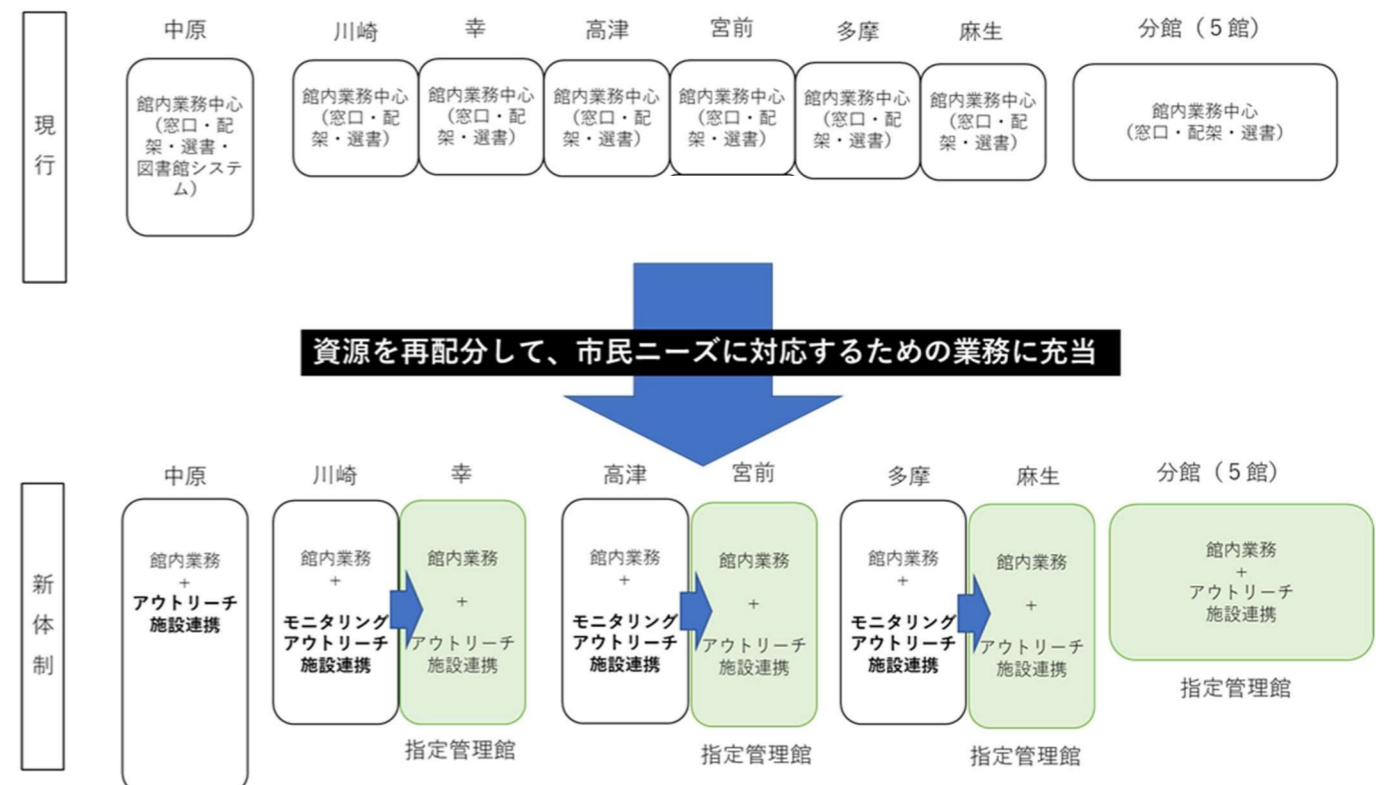 現行
中原
川崎
幸
高津
宮前
多摩
麻生
分館（５館）
館内業務中心
（窓口・配
架・選書・
図書館システ
ム）
館内業務中心
（窓口・配
架・選書）
館内業務中心
（窓口・配
架・選書）
館内業務中心
（窓口・配
架・選書）
館内業務中心
（窓口・配
架・選書）
館内業務中心
（窓口・配
架・選書）
館内業務中心
（窓口・配
架・選書）
館内業務中心
（窓口・配架・選書）
資源を再配分して、市民ニーズに対応するための業務に充当
新体制
中原
川崎
幸
高津
宮前
多摩
麻生
分館（５館）
館内業務
+
アウトリーチ
施設連携
館内業務
+
モニタリング
アウトリーチ
施設連携
館内業務
+
アウトリーチ
施設連携
指定管理館
館内業務
+
モニタリング
アウトリーチ
施設連携
館内業務
+
アウトリーチ
施設連携
指定管理館
館内業務
+
モニタリング
アウトリーチ
施設連携
館内業務
+
アウトリーチ
施設連携
指定管理館
館内業務
+
アウトリーチ
施設連携
指定管理館